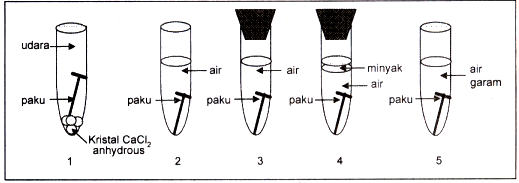 udara
paku
Kristal CaCl₂
anhydrous
1
air
paku
2
air
paku
3
minyak
air
paku
4
air
garam
paku
5